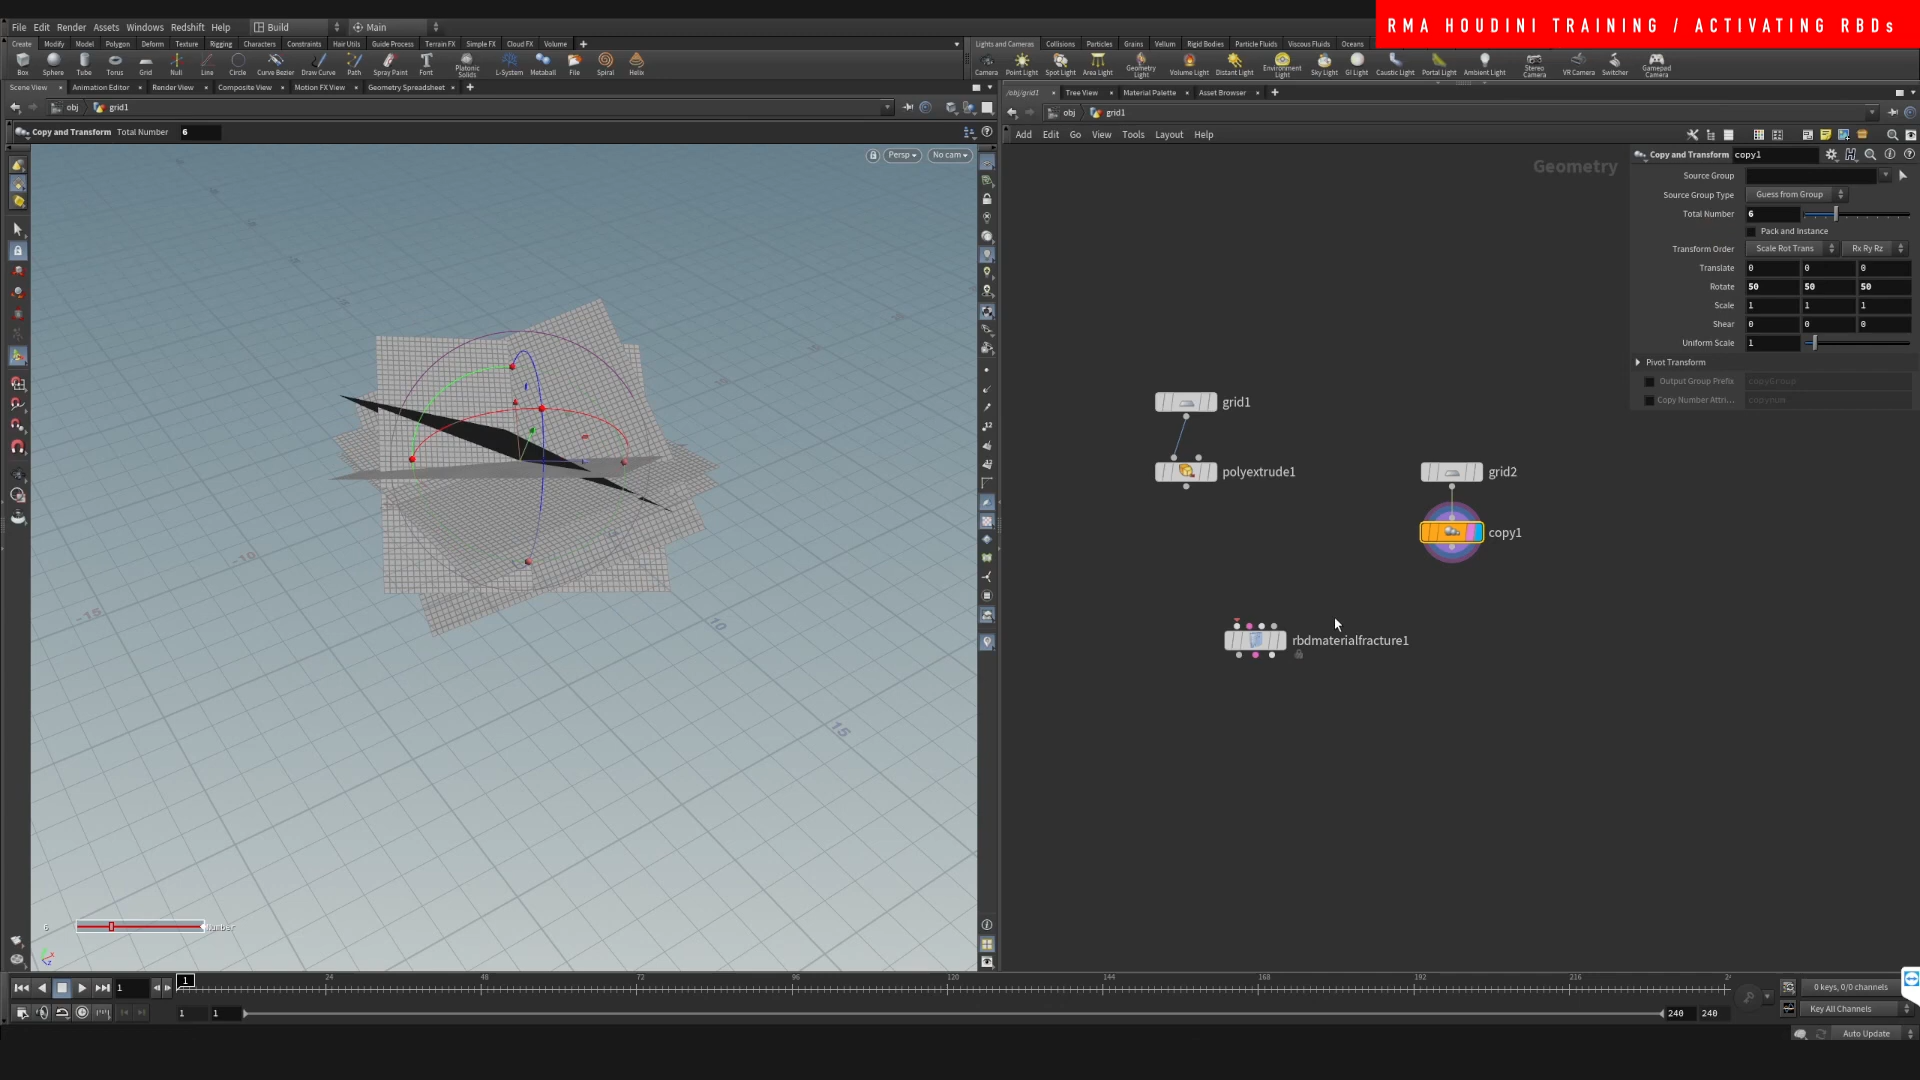 RMA HOUDINI TRAINING / ACTIVATING RBDs
File Edit Render Assets Windows Redshift Help Build Main
Create Modify Model Polygon Deform Texture Rigging Characters Constraints Hair Utils Guide Process Terrain FX Simple FX Cloud FX Volume
Lights and Cameras Collisions Particles Grains Vellum Rigid Bodies Particle Fluids Viscous Fluids Oceans
Box Sphere Tube Torus Grid Null Line Circle Curve Bezier Draw Curve Path Spray Paint Font Platonic Solids L-System Metaball File Spiral Helix
Camera Point Light Spot Light Area Light Geometry Light Volume Light Distant Light Environment Light Sky Light GI Light Caustic Light Portal Light Ambient Light Stereo Camera VR Camera Switcher Gamepad Camera
Scene View Animation Editor Render View Composite View Motion FX View Geometry Spreadsheet
/obj/grid1 Tree View Material Palette Asset Browser
obj grid1
obj grid1
Copy and Transform Total Number 6
Add Edit Go View Tools Layout Help
Persp No cam
Geometry
Copy and Transform copy1
Source Group
Source Group Type Guess from Group
Total Number 6
Pack and Instance
Transform Order Scale Rot Trans Rx Ry Rz
Translate 0 0 0
Rotate 50 50 50
Scale 1 1 1
Shear 0 0 0
Uniform Scale 1
Pivot Transform
Output Group Prefix copyGroup
Copy Number Attri... copynum
grid1
polyextrude1
grid2
copy1
rbdmaterialfracture1
-10
-15
10
15
6 Number
1 24 48 72 96 120 144 168 192 216
1
0 keys, 0/0 channels
1 1 240 240
Key All Channels
Auto Update